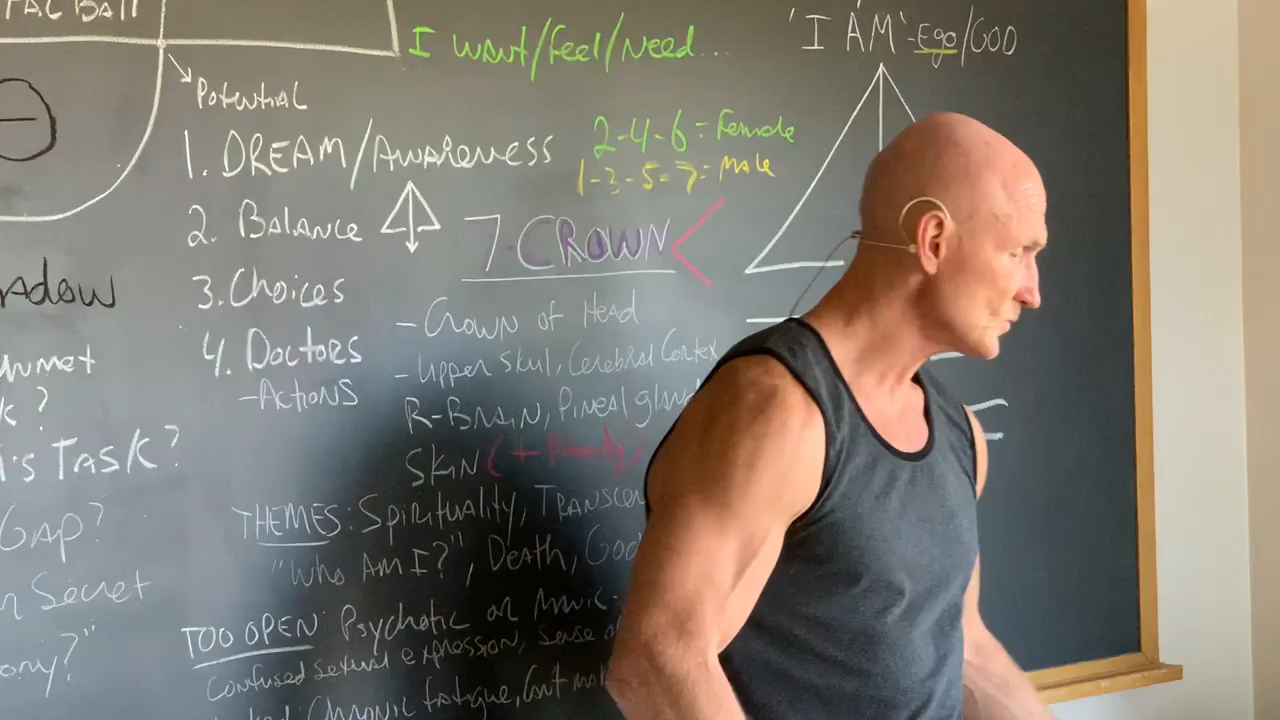 BALL
I want/feel/Need...
'I AM'-Ego/GOD
Potential
1. DREAM/AWARENESS
2-4-6=Female
1-3-5=7= Male
2. Balance
7-CROWN
adow
3. Choices
-Crown of Head
4. Doctors
-Upper Skul, Cerebral Cortex
-Actions
R-BRAIN, Pineal gland
k?
SKIN
's TASK?
THEMES: Spirituality, Transcen
GAP?
"Who Am I?", Death, God
Secret
TOO OPEN: Psychotic or Manic-
Confused sexual expression, sense o
ony?"
Chronic fatigue, Can't